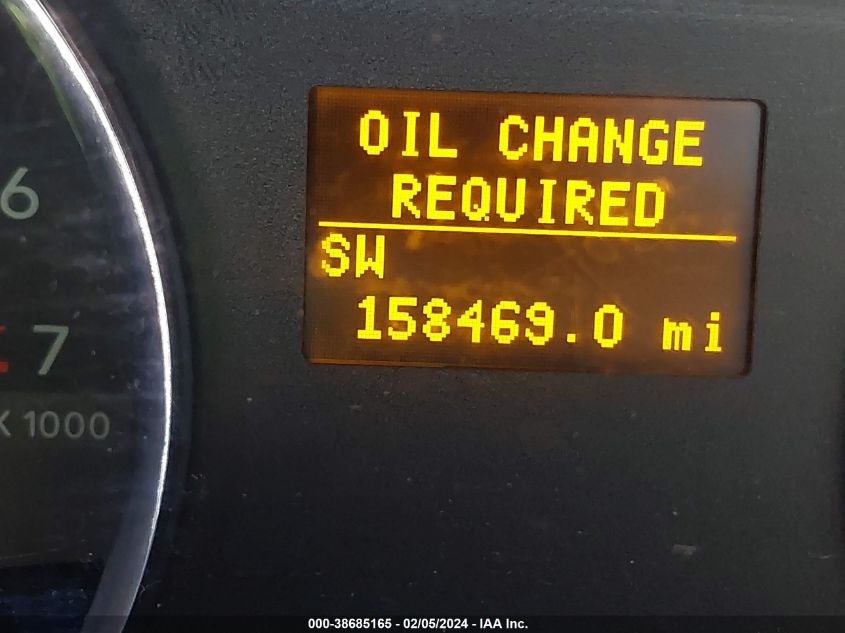 OIL CHANGE
REQUIRED
SW
158469.0 mi
6
7
X 1000
000-38685165 - 02/05/2024 - IAA Inc.